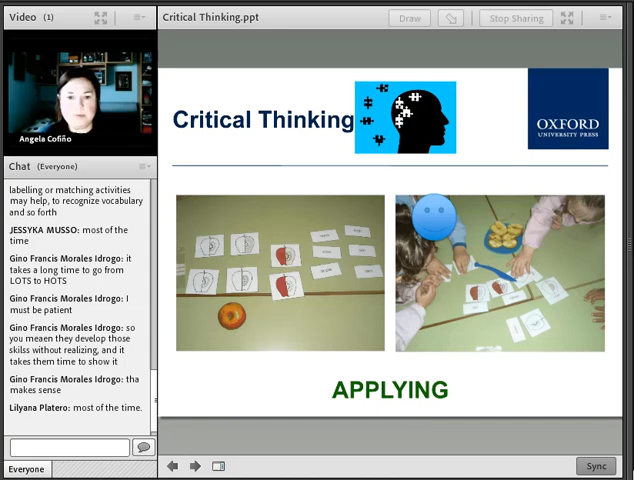 Video (1)
Angela Cofiño
Chat (Everyone)
labelling or matching activities
may help, to recognize vocabulary
and so forth
JESSYKA MUSSO: most of the
time
Gino Francis Morales Idrogo: it
takes a long time to go from
LOTS to HOTS
Gino Francis Morales Idrogo: I
must be patient
Gino Francis Morales Idrogo: so
you meaen they develop those
skilss without realizing, and it
takes them time to show it
Gino Francis Morales Idrogo: tha
makes sense
Lilyana Platero: most of the time.
Everyone
Critical Thinking.ppt
Draw
Stop Sharing
Critical Thinking
OXFORD
UNIVERSITY PRESS
APPLYING
Sync